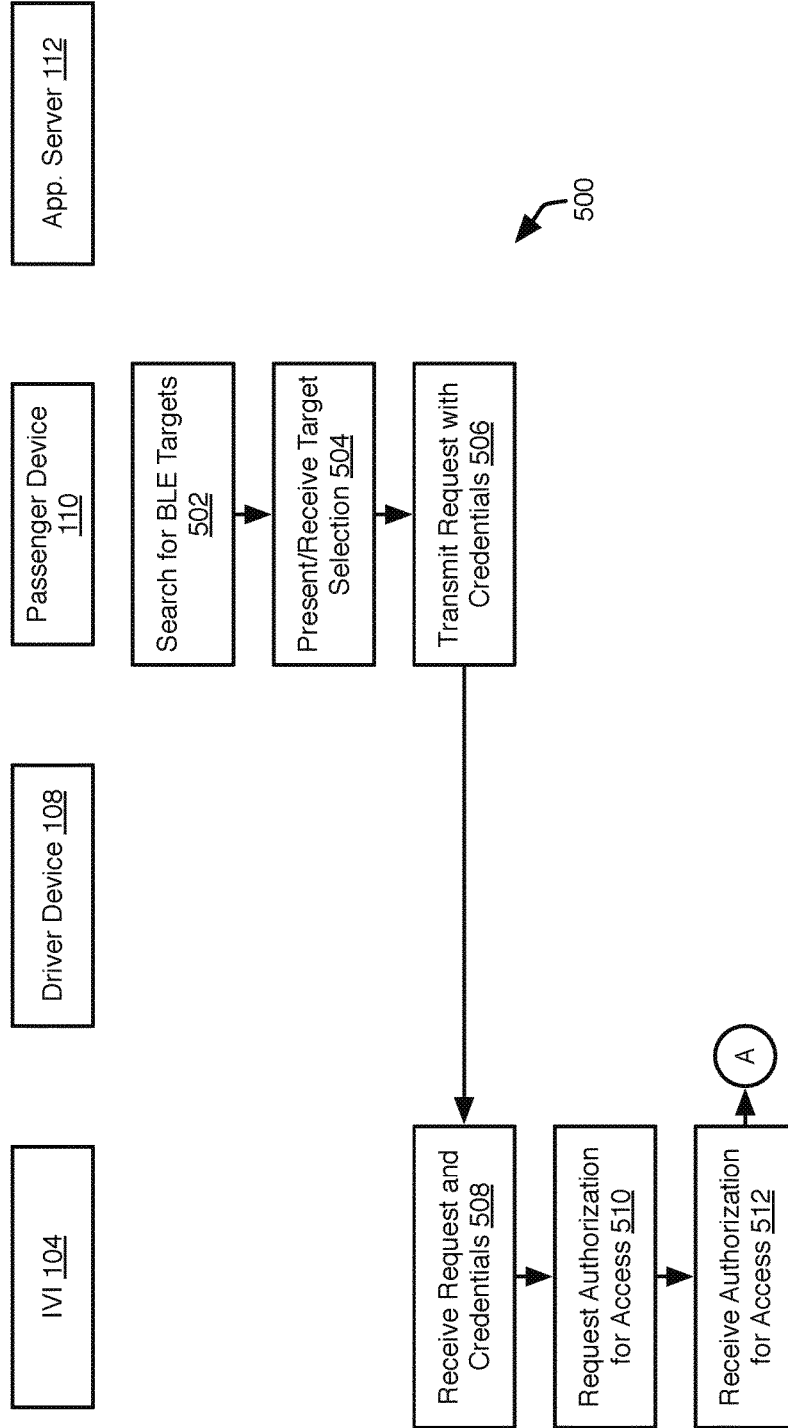 IVI 104
Driver Device 108
Passenger Device
110
App. Server 112
Search for BLE Targets
502
Present/Receive Target
Selection 504
Transmit Request with
Credentials 506
500
Receive Request and
Credentials 508
Request Authorization
for Access 510
Receive Authorization
for Access 512
A